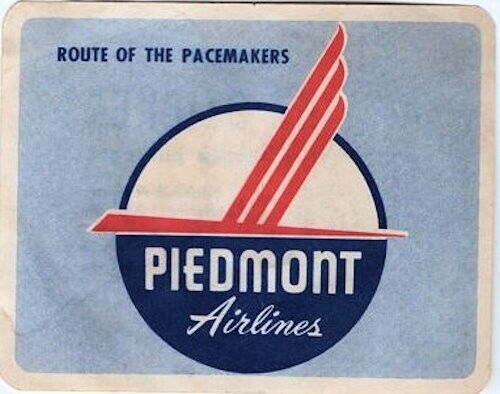 ROUTE OF THE PACEMAKERS
PIEDMONT
Airlines